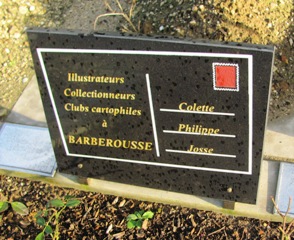 Illustrateurs
Collectionneurs
Clubs cartophiles
à
BARBEROUSSE
Colette
Philippe
Josse